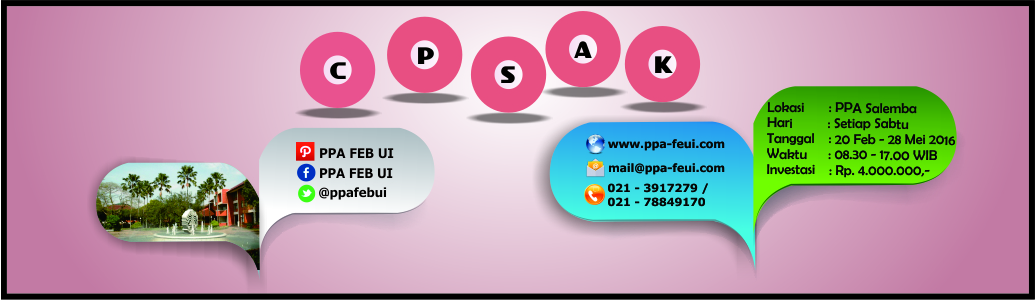 C P S A K
PPA FEB UI
PPA FEB UI
@ppafebui
www.ppa-feui.com
mail@ppa-feui.com
021 - 3917279 /
021 - 78849170
Lokasi : PPA Salemba
Hari : Setiap Sabtu
Tanggal : 20 Feb - 28 Mei 2016
Waktu : 08.30 - 17.00 WIB
Investasi : Rp. 4.000.000,-